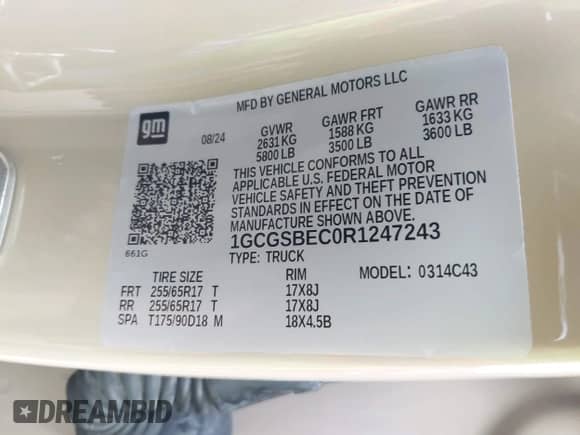 MFD BY GENERAL MOTORS LLC
gm
08/24
GVWR GAWR FRT GAWR RR
2631 KG 1588 KG 1633 KG
5800 LB 3500 LB 3600 LB
THIS VEHICLE CONFORMS TO ALL
APPLICABLE U.S. FEDERAL MOTOR
VEHICLE SAFETY AND THEFT PREVENTION
STANDARDS IN EFFECT ON THE DATE OF
MANUFACTURE SHOWN ABOVE.
661G
1GCGSBEC0R1247243
TYPE: TRUCK
MODEL: 0314C43
TIRE SIZE RIM
FRT 255/65R17 T 17X8J
RR 255/65R17 T 17X8J
SPA T175/90D18 M 18X4.5B
DREAMBID